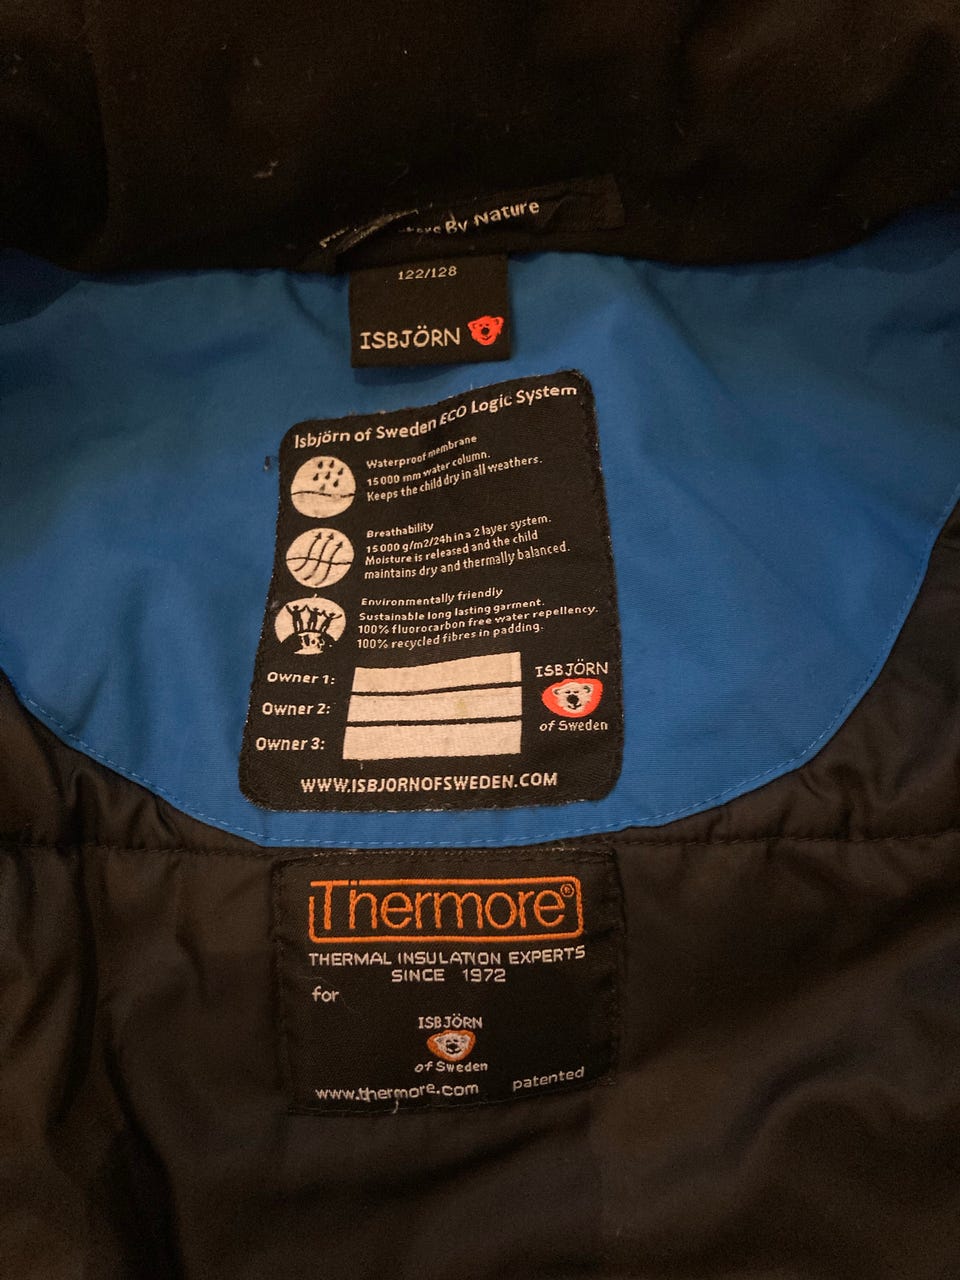 By Nature
122/128
ISBJÖRN
Isbjörn of Sweden ECO Logic System
Waterproof membrane
15 000 mm water column.
Keeps the child dry in all weathers.
Breathability
15 000 g/m2/24h in a 2 layer system.
Moisture is released and the child
maintains dry and thermally balanced.
Environmentally friendly
Sustainable long lasting garment.
100% fluorocarbon free water repellency.
100% recycled fibres in padding.
Owner 1:
Owner 2:
Owner 3:
ISBJÖRN
of Sweden
WWW.ISBJORNOFSWEDEN.COM
Thermore®
THERMAL INSULATION EXPERTS
SINCE 1972
for
ISBJÖRN
of Sweden
www.thermore.com patented